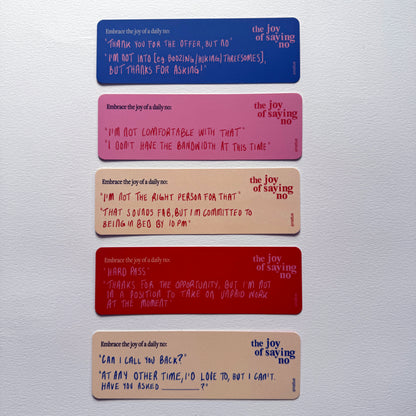 Embrace the joy of a daily no:
the joy
of saying
no
"THANK YOU FOR THE OFFER, BUT NO"
"I'M NOT INTO [eg BOOZING/HIKING/THREESOMES],
BUT THANKS FOR ASKING!"
Embrace the joy of a daily no:
the joy
of saying
no
"I'M NOT COMFORTABLE WITH THAT"
"I DON'T HAVE THE BANDWIDTH AT THIS TIME"
Embrace the joy of a daily no:
the joy
of saying
no
"I'M NOT THE RIGHT PERSON FOR THAT"
"THAT SOUNDS FAB, BUT I'M COMMITTED TO
BEING IN BED BY 10PM"
Embrace the joy of a daily no:
the joy
of saying
no
"HARD PASS"
"THANKS FOR THE OPPORTUNITY, BUT I'M NOT
IN A POSITION TO TAKE ON UNPAID WORK
AT THE MOMENT"
Embrace the joy of a daily no:
the joy
of saying
no
"CAN I CALL YOU BACK?"
"AT ANY OTHER TIME, I'D LOVE TO, BUT I CAN'T.
HAVE YOU ASKED ________?"